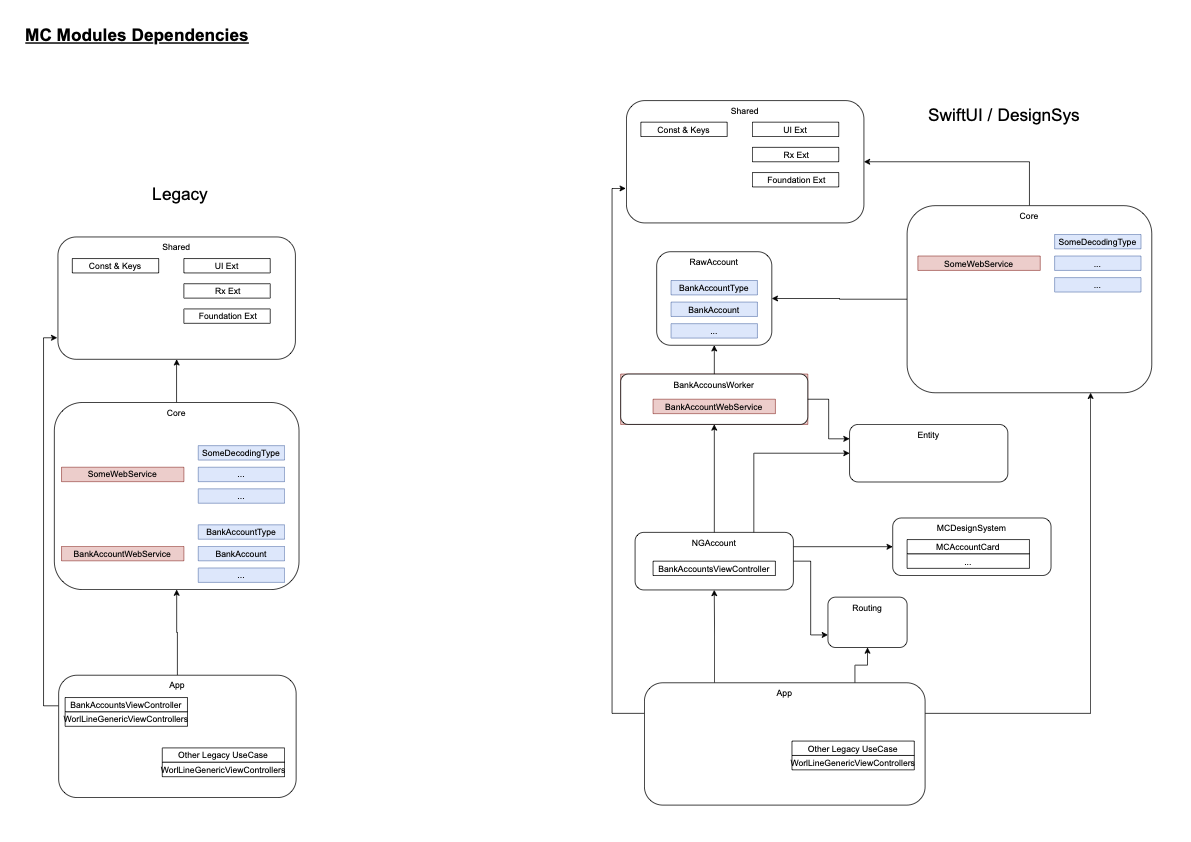 MC Modules Dependencies
Legacy
Shared
Const & Keys
UI Ext
Rx Ext
Foundation Ext
Core
SomeDecodingType
SomeWebService
...
...
BankAccountType
BankAccountWebService
BankAccount
...
App
BankAccountsViewController
WorlLineGenericViewControllers
Other Legacy UseCase
WorlLineGenericViewControllers
SwiftUI / DesignSys
Shared
Const & Keys
UI Ext
Rx Ext
Foundation Ext
Core
SomeDecodingType
SomeWebService
...
...
RawAccount
BankAccountType
BankAccount
...
BankAccounsWorker
BankAccountWebService
Entity
NGAccount
BankAccountsViewController
MCDesignSystem
MCAccountCard
...
Routing
App
Other Legacy UseCase
WorlLineGenericViewControllers